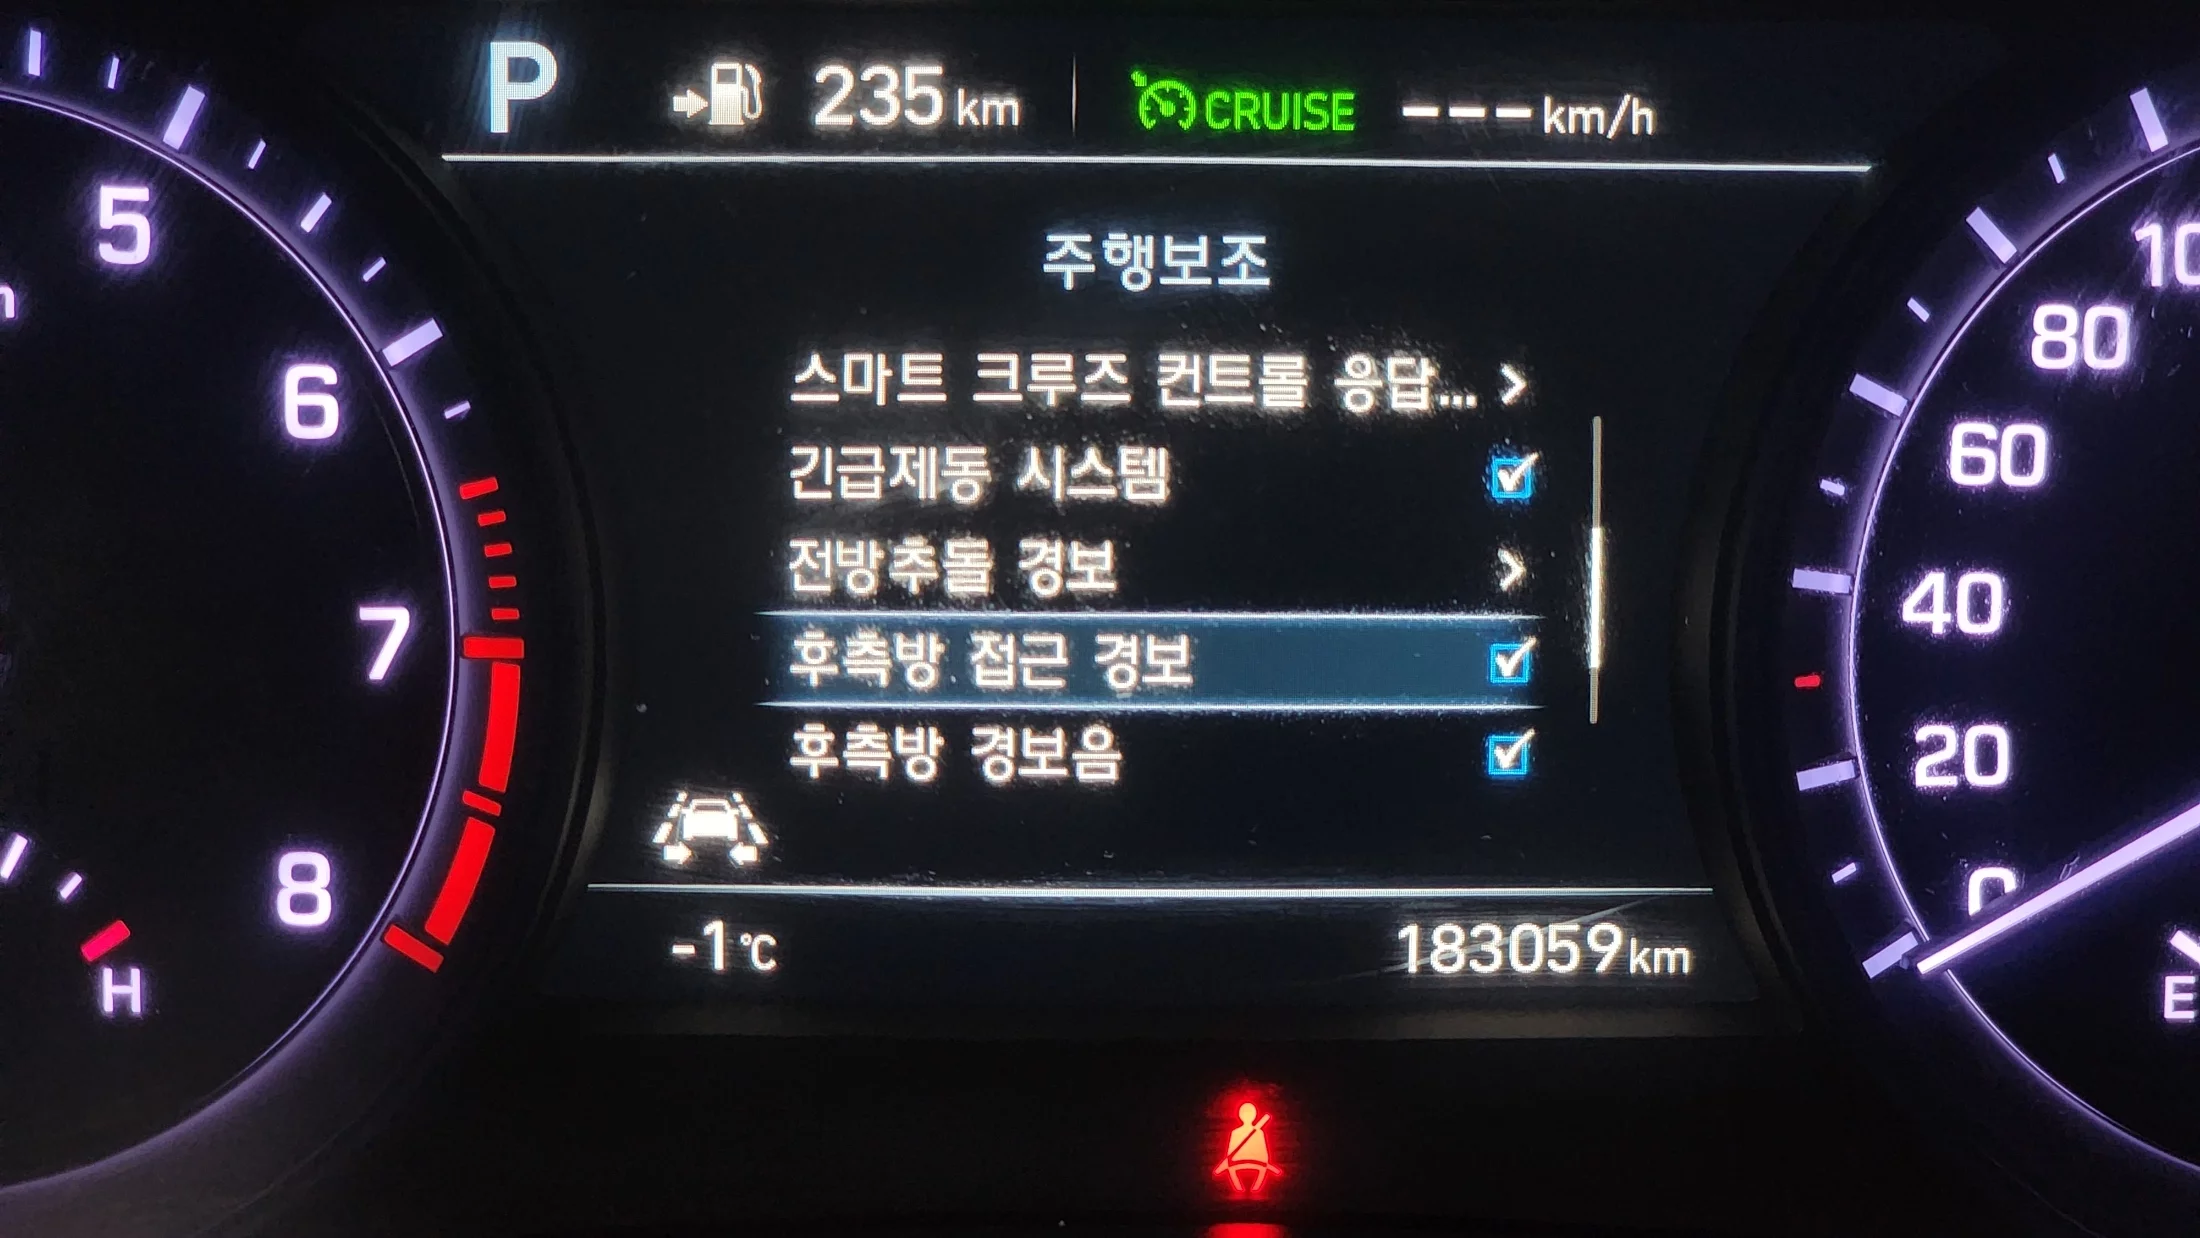 P 235 km CRUISE ---km/h
주행보조
스마트 크루즈 컨트롤 응답...
긴급제동 시스템
전방추돌 경보
후측방 접근 경보
후측방 경보음
-1°C 183059km
5
6
7
8
H
80
60
40
20
0
E